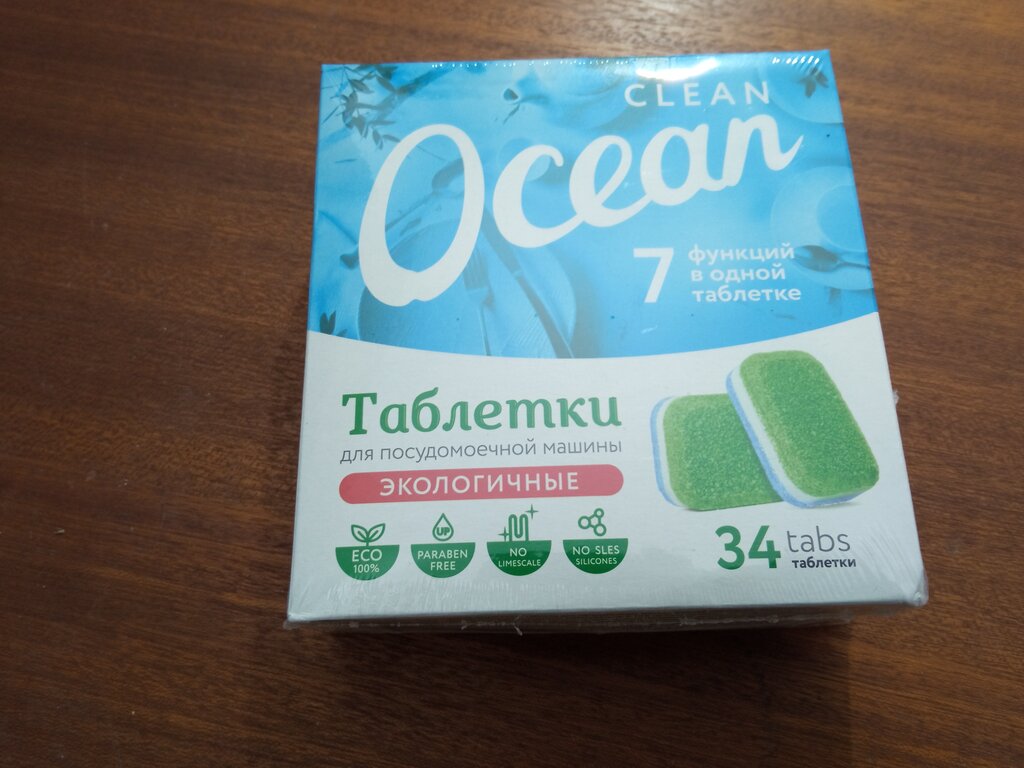 CLEAN
Ocean
7 функций
в одной
таблетке
Таблетки
для посудомоечной машины
ЭКОЛОГИЧНЫЕ
ECO
100%
UP
PARABEN
FREE
NO
LIMESCALE
NO SLES
SILICONES
34 tabs
таблетки